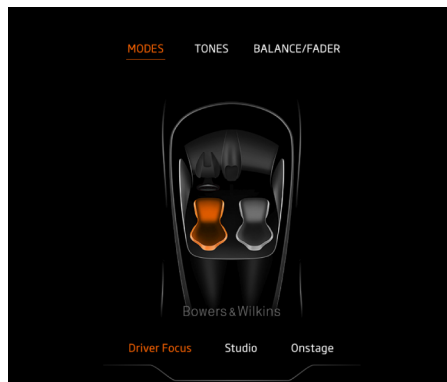 MODES TONES BALANCE/FADER
Bowers & Wilkins
Driver Focus Studio Onstage